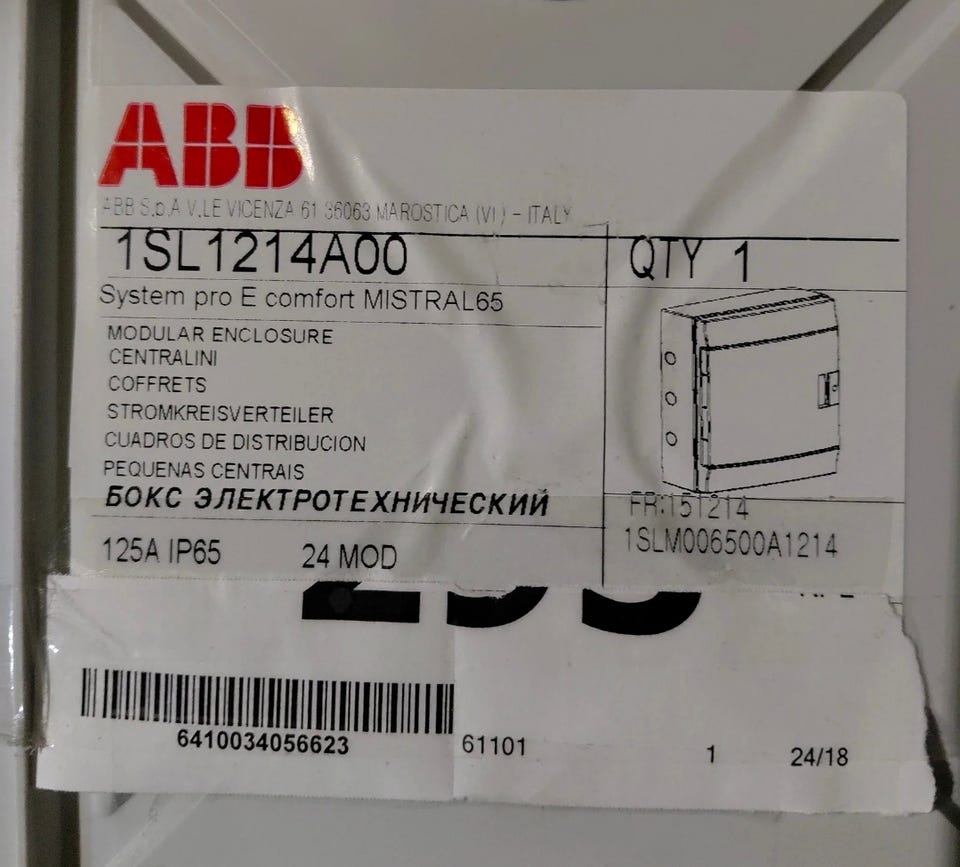 ABB
ABB S.p.A V.LE VICENZA 61 36063 MAROSTICA (VI) - ITALY
1SL1214A00
QTY 1
System pro E comfort MISTRAL65
MODULAR ENCLOSURE
CENTRALINI
COFFRETS
STROMKREISVERTEILER
CUADROS DE DISTRIBUCION
PEQUENAS CENTRAIS
БОКС ЭЛЕКТРОТЕХНИЧЕСКИЙ
FR:151214
1SLM006500A1214
125A IP65 24 MOD
6410034056623
61101 1 24/18